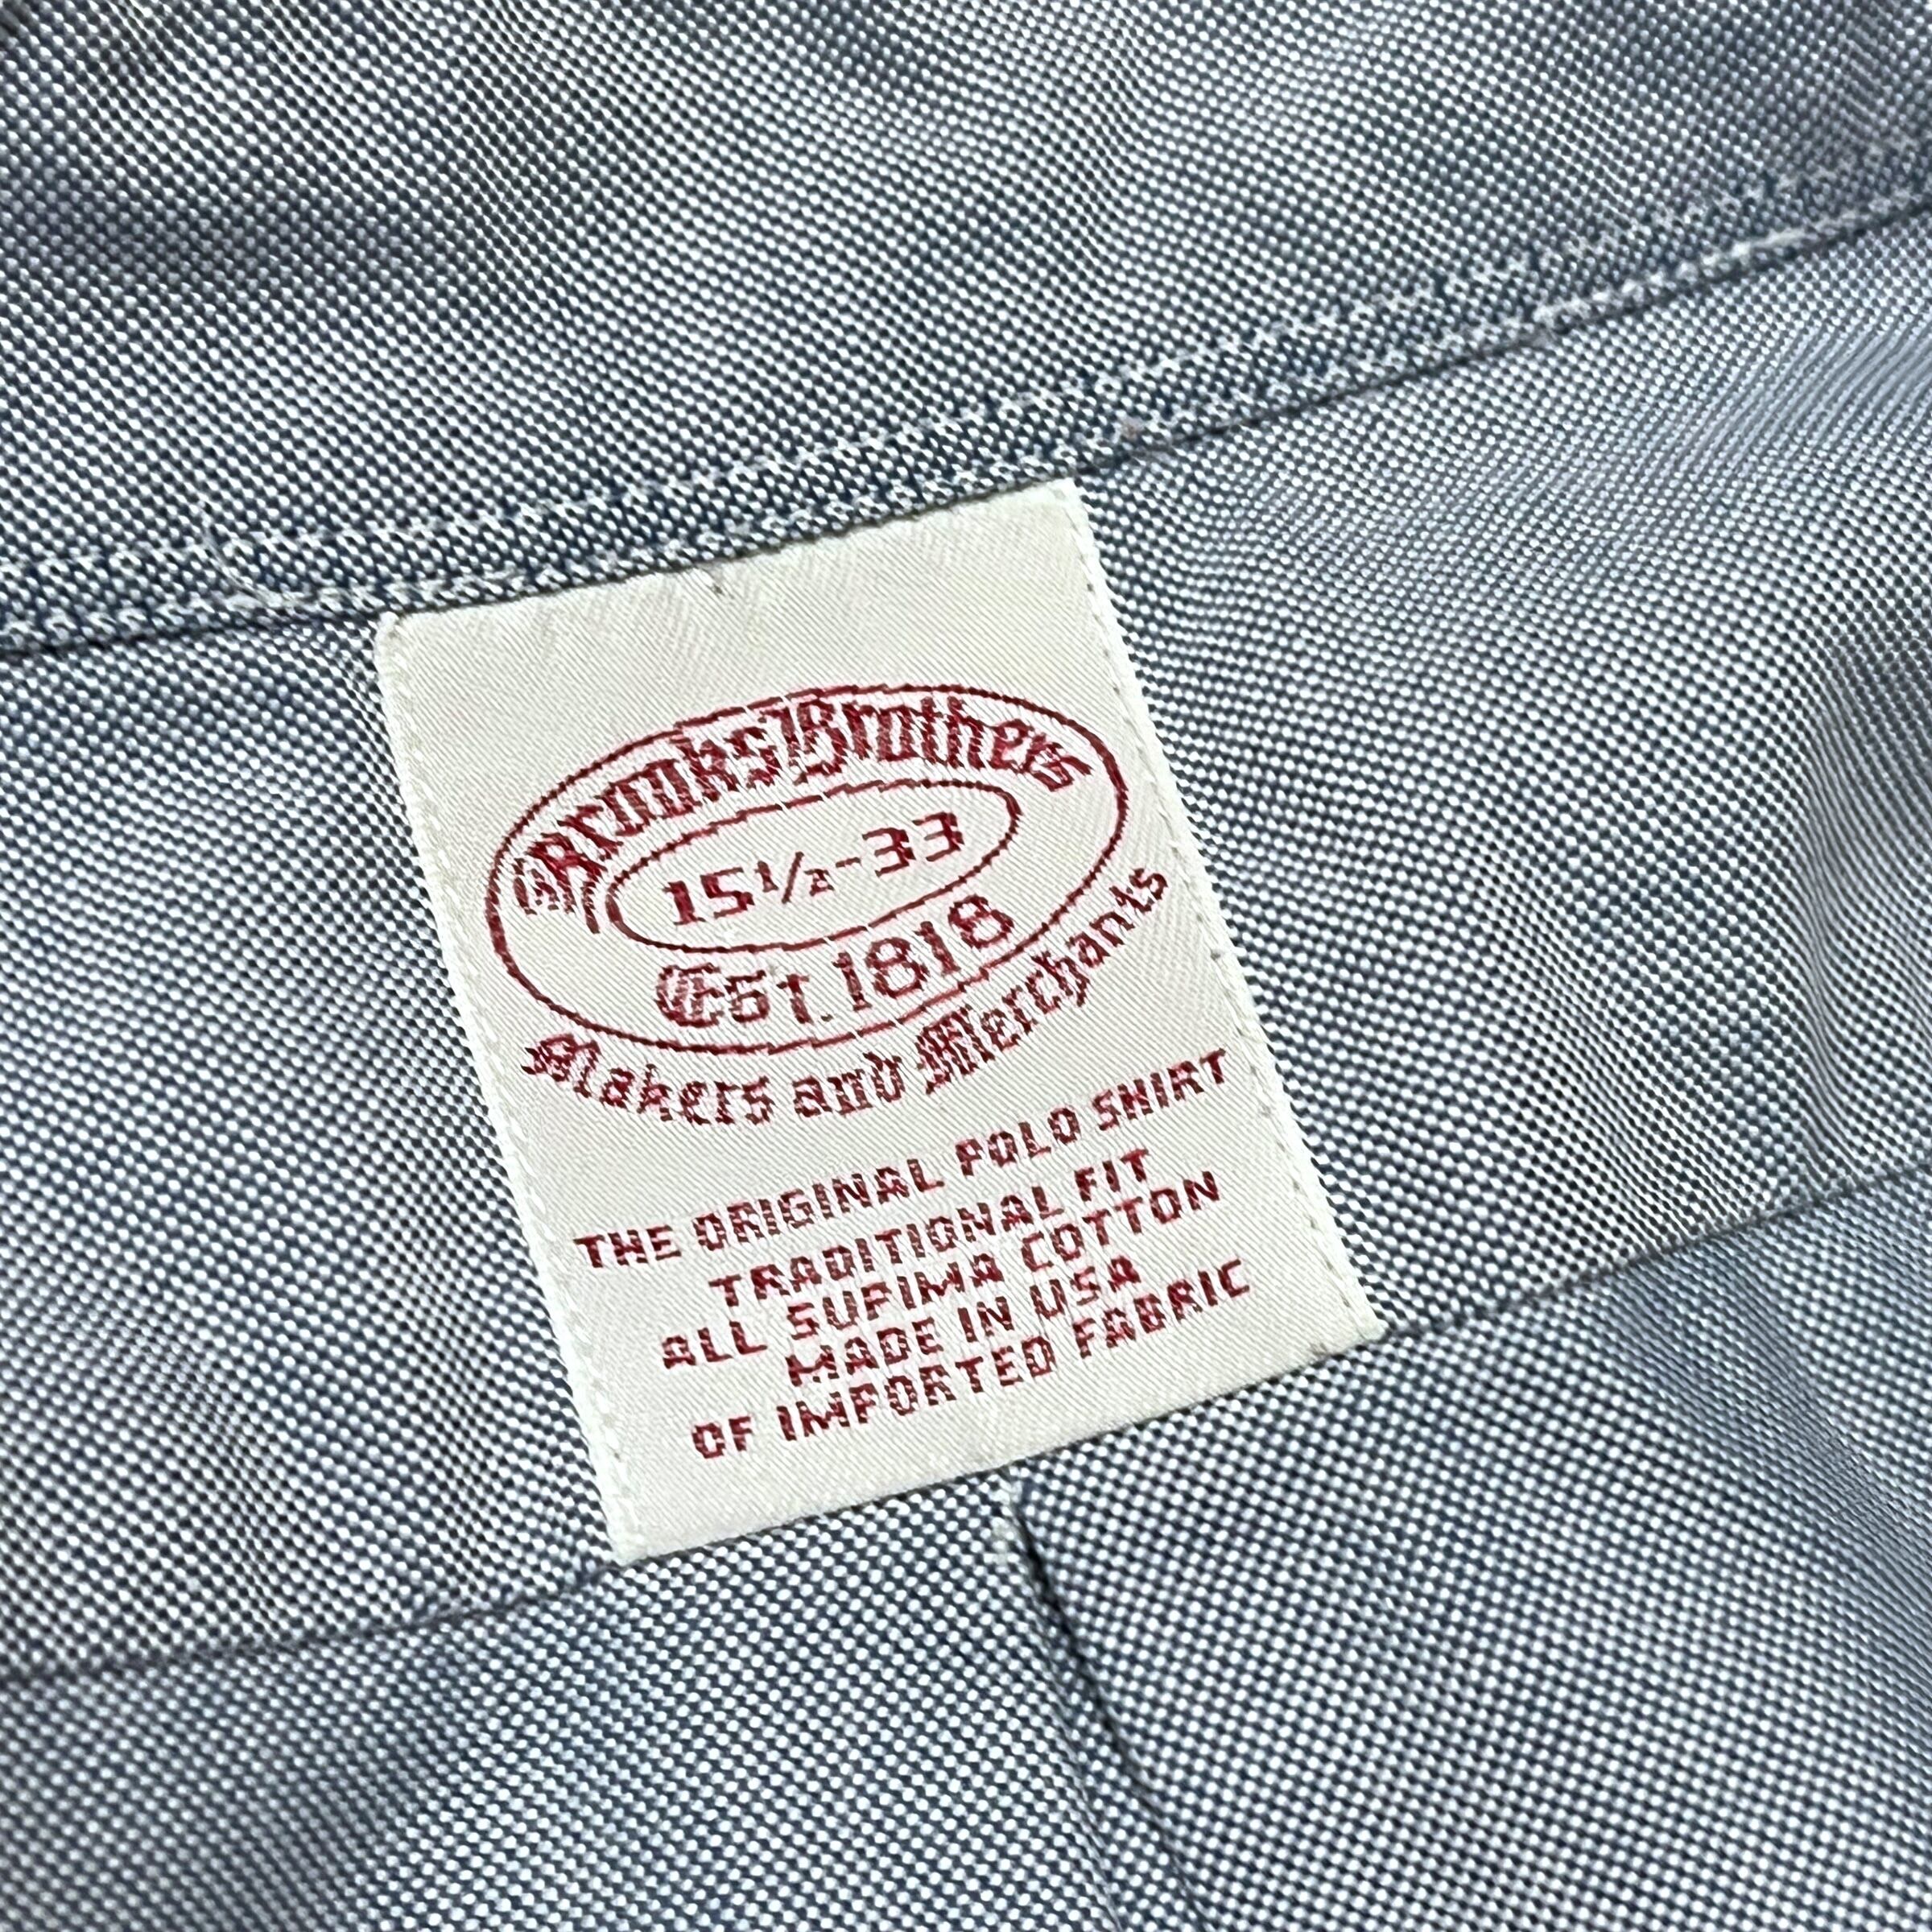 Brooks Brothers
15½-33
Est. 1818
Makers and Merchants
THE ORIGINAL POLO SHIRT
TRADITIONAL FIT
ALL SUPIMA COTTON
MADE IN USA
OF IMPORTED FABRIC